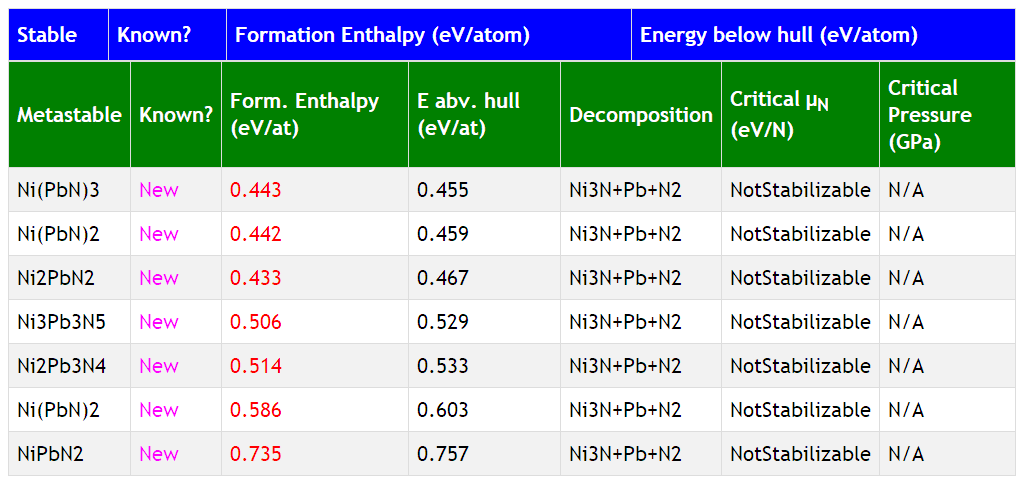 Stable Known? Formation Enthalpy (eV/atom) Energy below hull (eV/atom)
Metastable Known? Form. Enthalpy (eV/at) E abv. hull (eV/at) Decomposition Critical μN (eV/N) Critical Pressure (GPa)
Ni(PbN)3 New 0.443 0.455 Ni3N+Pb+N2 NotStabilizable N/A
Ni(PbN)2 New 0.442 0.459 Ni3N+Pb+N2 NotStabilizable N/A
Ni2PbN2 New 0.433 0.467 Ni3N+Pb+N2 NotStabilizable N/A
Ni3Pb3N5 New 0.506 0.529 Ni3N+Pb+N2 NotStabilizable N/A
Ni2Pb3N4 New 0.514 0.533 Ni3N+Pb+N2 NotStabilizable N/A
Ni(PbN)2 New 0.586 0.603 Ni3N+Pb+N2 NotStabilizable N/A
NiPbN2 New 0.735 0.757 Ni3N+Pb+N2 NotStabilizable N/A